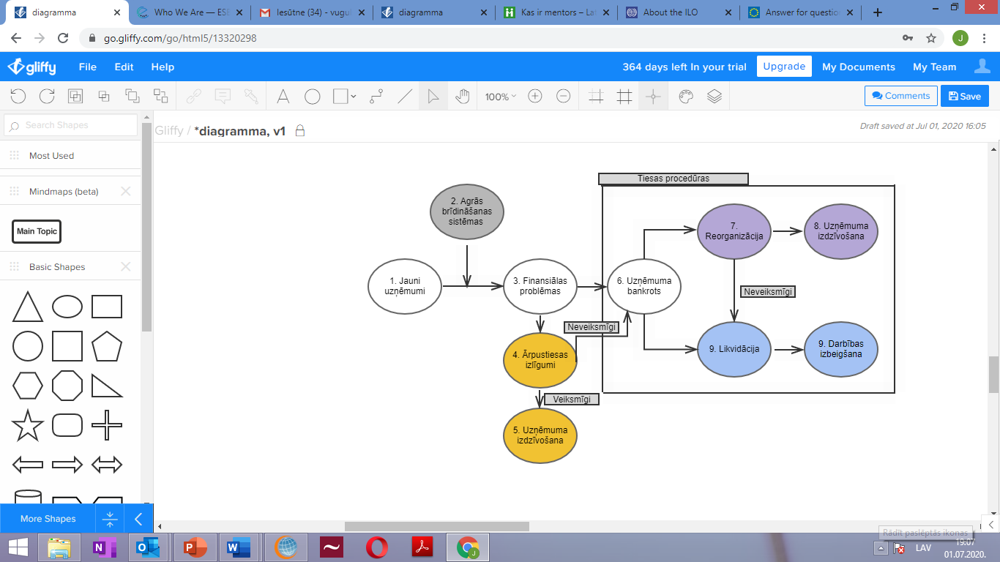 diagramma
Who We Are — ESE
Iesūtne (34) - vugul
diagramma
Kas ir mentors – Lat
About the ILO
Answer for questio
go.gliffy.com/go/html5/13320298
J
gliffy
File
Edit
Help
364 days left In your trial
Upgrade
My Documents
My Team
100%
Comments
Save
Search Shapes
Gliffy / *diagramma, v1
Draft saved at Jul 01, 2020 16:05
Most Used
Mindmaps (beta)
Main Topic
Basic Shapes
Tiesas procedūras
2. Agrās
brīdināšanas
sistēmas
7.
Reorganizācija
8. Uzņēmuma
izdzīvošana
1. Jauni
uzņēmumi
3. Finansiālas
problēmas
6. Uzņēmuma
bankrots
Neveiksmīgi
Neveiksmīgi
4. Ārpustiesas
izlīgumi
9. Likvidācija
9. Darbības
izbeigšana
Veiksmīgi
5. Uzņēmuma
izdzīvošana
More Shapes
Rādīt paslēptās ikonas
LAV
19:07
01.07.2020.